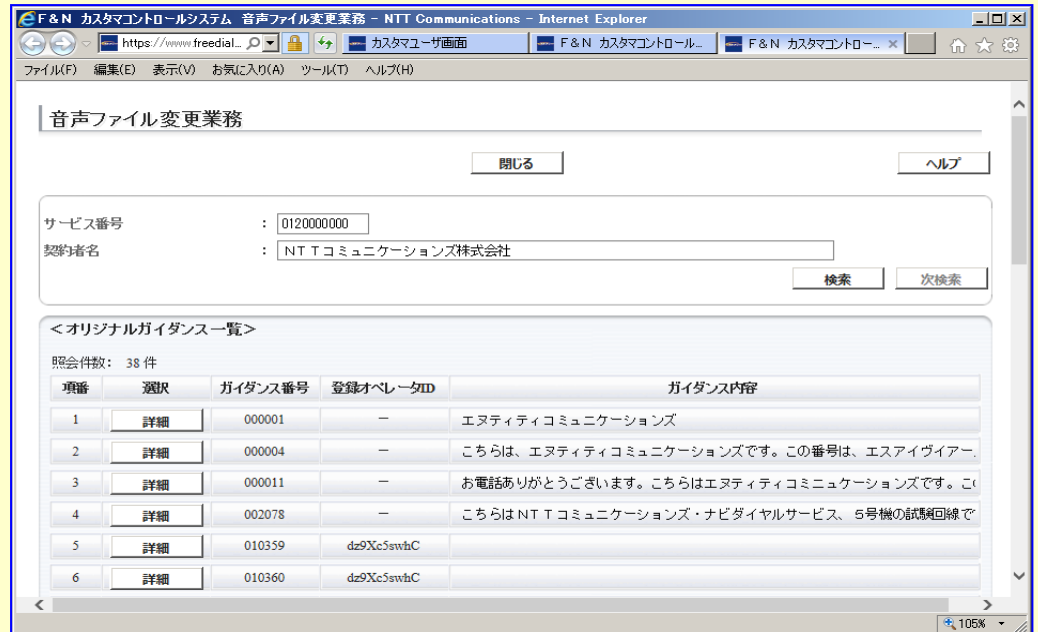 F&N カスタマコントロールシステム 音声ファイル変更業務 - NTT Communications - Internet Explorer
https://www.freedial... カスタマユーザ画面 F&N カスタマコントロール... F&N カスタマコントロー... ×
ファイル(F) 編集(E) 表示(V) お気に入り(A) ツール(T) ヘルプ(H)
音声ファイル変更業務
閉じる ヘルプ
サービス番号 : 0120000000
契約者名 : NTTコミュニケーションズ株式会社
検索 次検索
<オリジナルガイダンス一覧>
照会件数: 38 件
項番 選択 ガイダンス番号 登録オペレータID ガイダンス内容
1 詳細 000001 - エヌティティコミュニケーションズ
2 詳細 000004 - こちらは、エヌティティコミュニケーションズです。この番号は、エスアイヴイアー
3 詳細 000011 - お電話ありがとうございます。こちらはエヌティティコミニュケーションズです。こ
4 詳細 002078 - こちらはNTTコミュニケーションズ・ナビダイヤルサービス、5号機の試験回線で
5 詳細 010359 dz9Xc5swhC
6 詳細 010360 dz9Xc5swhC
105%